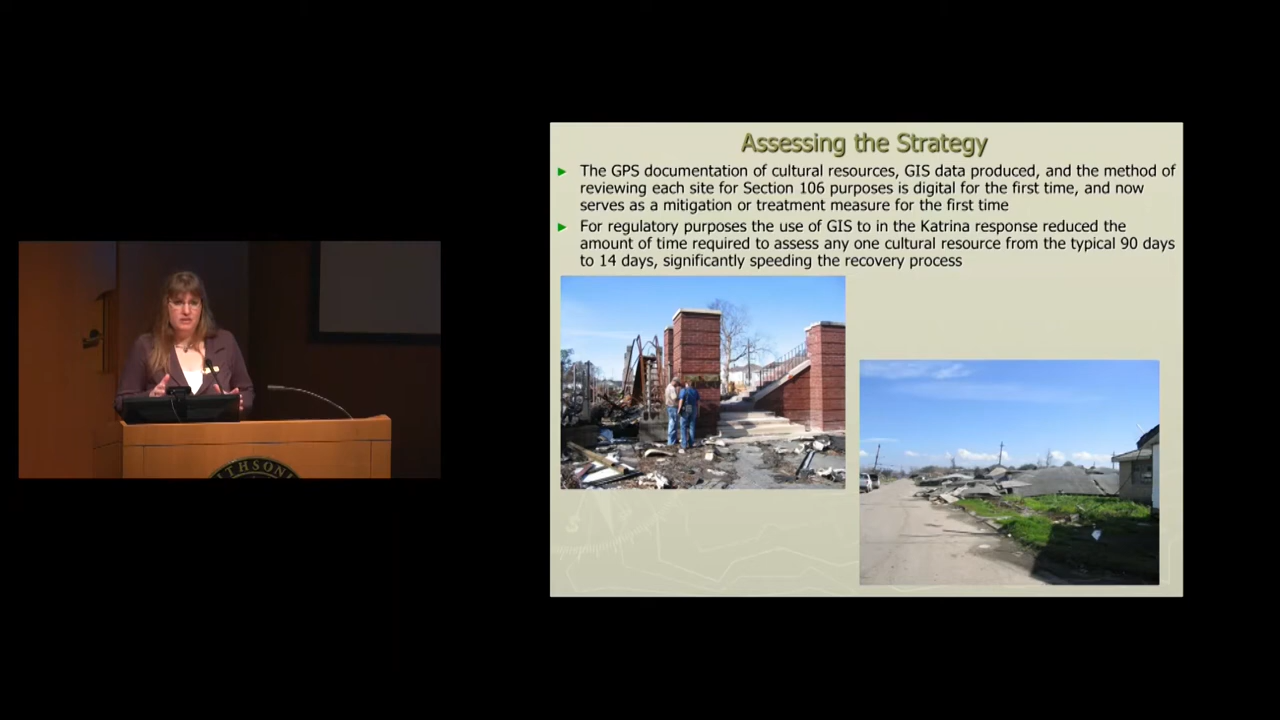 Assessing the Strategy
The GPS documentation of cultural resources, GIS data produced, and the method of
reviewing each site for Section 106 purposes is digital for the first time, and now
serves as a mitigation or treatment measure for the first time
For regulatory purposes the use of GIS to in the Katrina response reduced the
amount of time required to assess any one cultural resource from the typical 90 days
to 14 days, significantly speeding the recovery process
THSONI